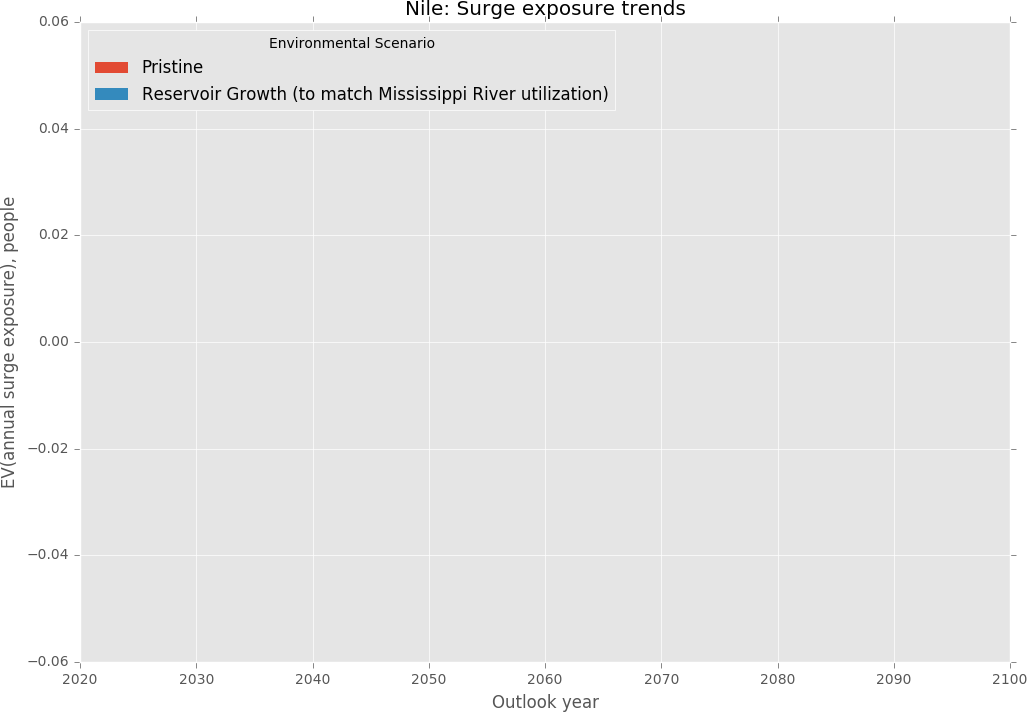 Nile: Surge exposure trends
Environmental Scenario
Pristine
Reservoir Growth (to match Mississippi River utilization)
0.06
0.04
0.02
0.00
−0.02
−0.04
−0.06
EV(annual surge exposure), people
2020 2030 2040 2050 2060 2070 2080 2090 2100
Outlook year